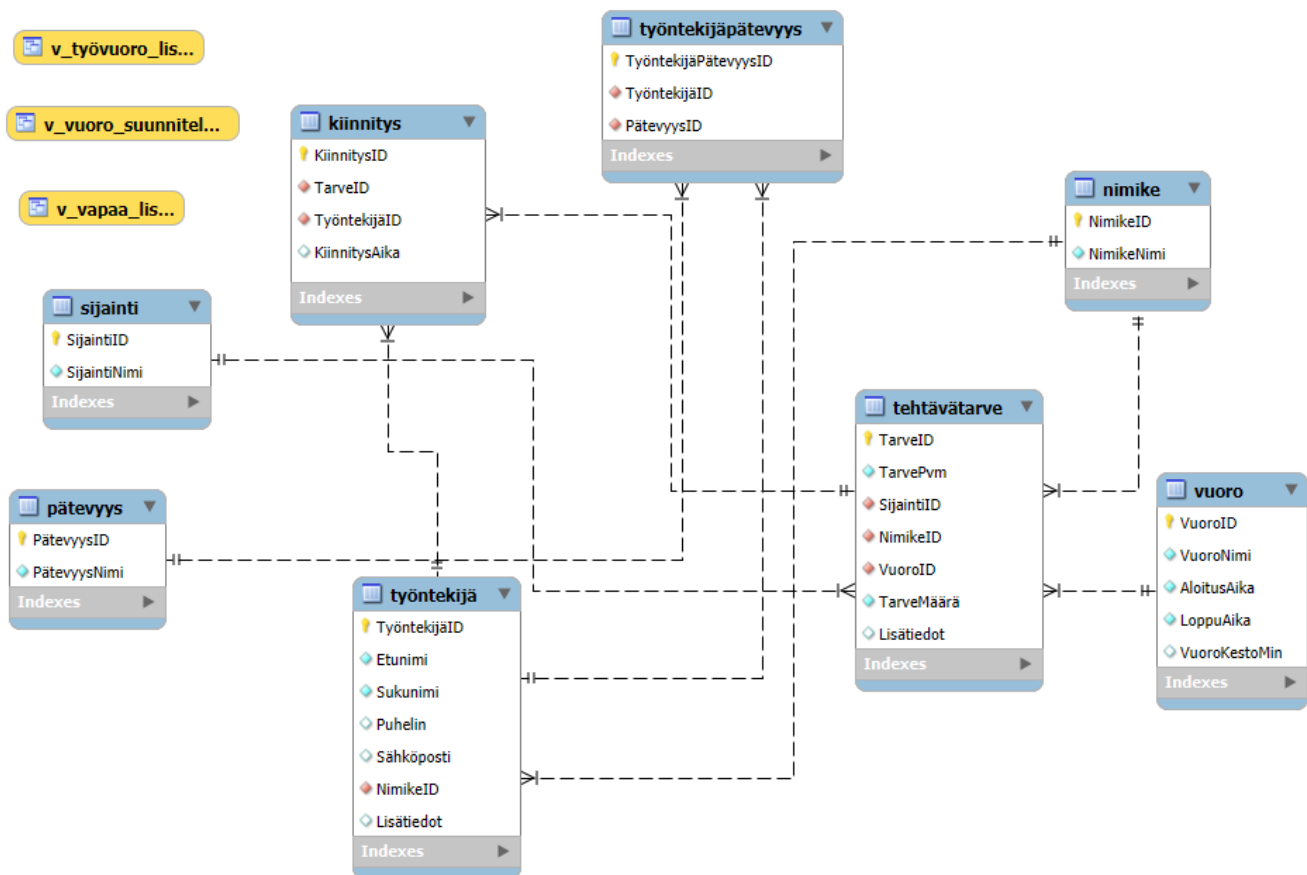 v_työvuoro_lis...
v_vuoro_suunnitel...
v_vapaa_lis...
työntekijäpätevyys
TyöntekijäPätevyysID
TyöntekijäID
PätevyysID
Indexes
kiinnitys
KiinnitysID
TarveID
TyöntekijäID
KiinnitysAika
Indexes
nimike
NimikeID
NimikeNimi
Indexes
sijainti
SijaintiID
SijaintiNimi
Indexes
tehtävätarve
TarveID
TarvePvm
SijaintiID
NimikeID
VuoroID
TarveMäärä
Lisätiedot
Indexes
vuoro
VuoroID
VuoroNimi
AloitusAika
LoppuAika
VuoroKestoMin
Indexes
pätevyys
PätevyysID
PätevyysNimi
Indexes
työntekijä
TyöntekijäID
Etunimi
Sukunimi
Puhelin
Sähköposti
NimikeID
Lisätiedot
Indexes